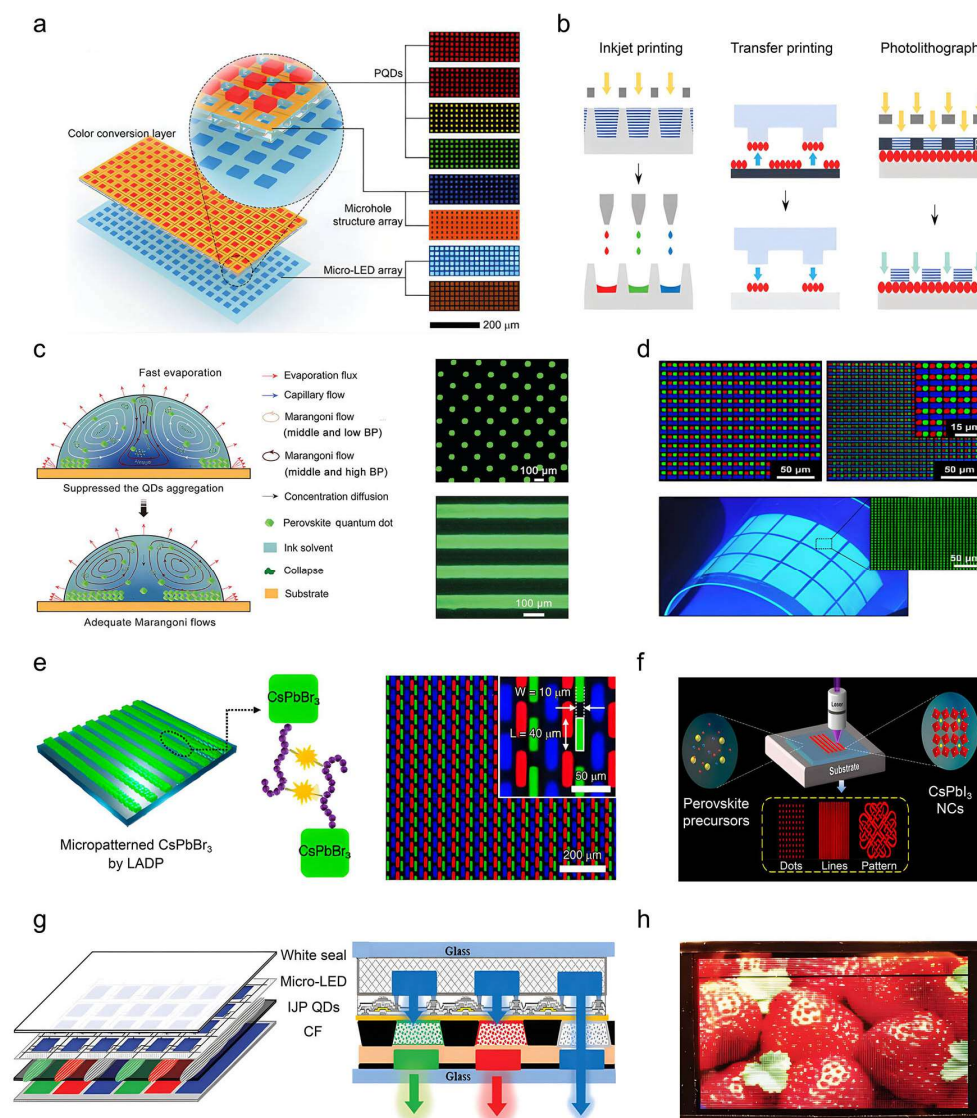 a
Color conversion layer
PQDs
Microhole
structure array
Micro-LED array
200 μm
b
Inkjet printing
Transfer printing
Photolithograph
c
Fast evaporation
Suppressed the QDs aggregation
Adequate Marangoni flows
Evaporation flux
Capillary flow
Marangoni flow
(middle and low BP)
Marangoni flow
(middle and high BP)
Concentration diffusion
Perovskite quantum dot
Ink solvent
Collapse
Substrate
100 μm
100 μm
d
50 μm
15 μm
50 μm
50 μm
e
Micropatterned CsPbBr₃
by LADP
CsPbBr₃
CsPbBr₃
W = 10 μm
L = 40 μm
50 μm
200 μm
f
Laser
Substrate
Perovskite
precursors
CsPbI₃
NCs
Dots
Lines
Pattern
g
White seal
Micro-LED
IJP QDs
CF
Glass
Glass
h